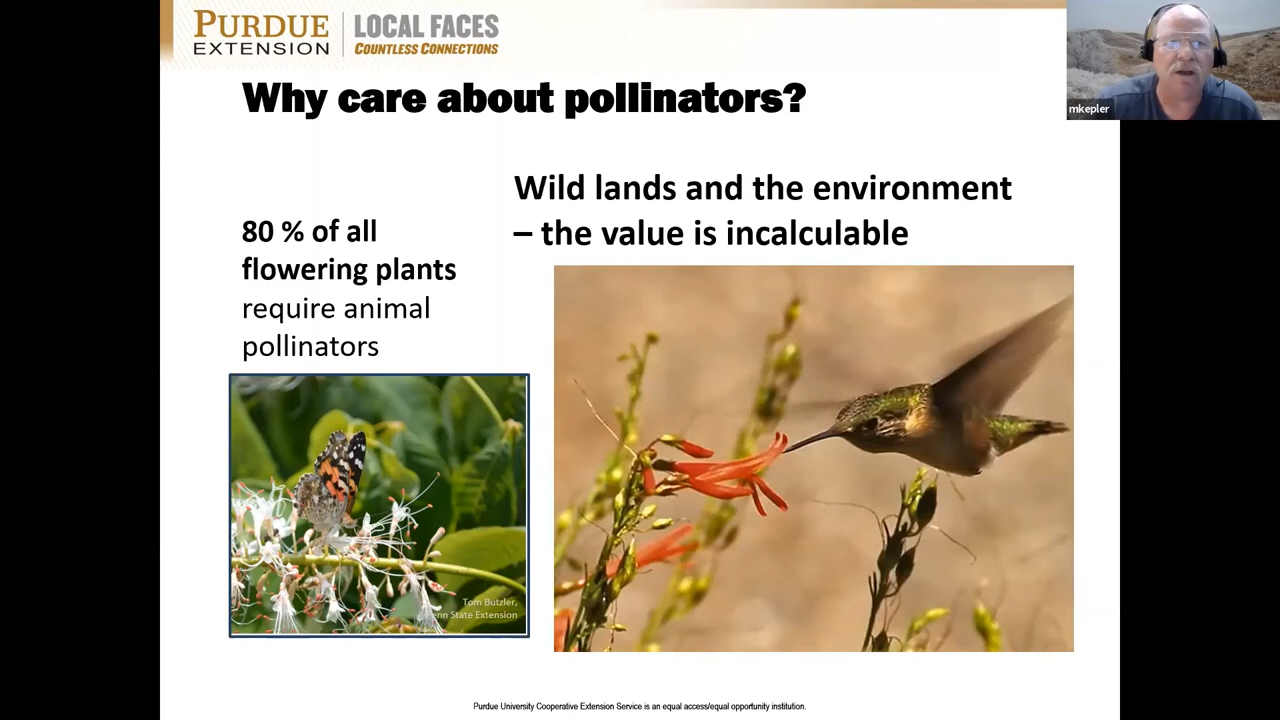 PURDUE
EXTENSION
LOCAL FACES
COUNTLESS CONNECTIONS
mkepler
Why care about pollinators?
Wild lands and the environment
– the value is incalculable
80 % of all
flowering plants
require animal
pollinators
Tom Butzler,
Penn State Extension
Purdue University Cooperative Extension Service is an equal access/equal opportunity institution.